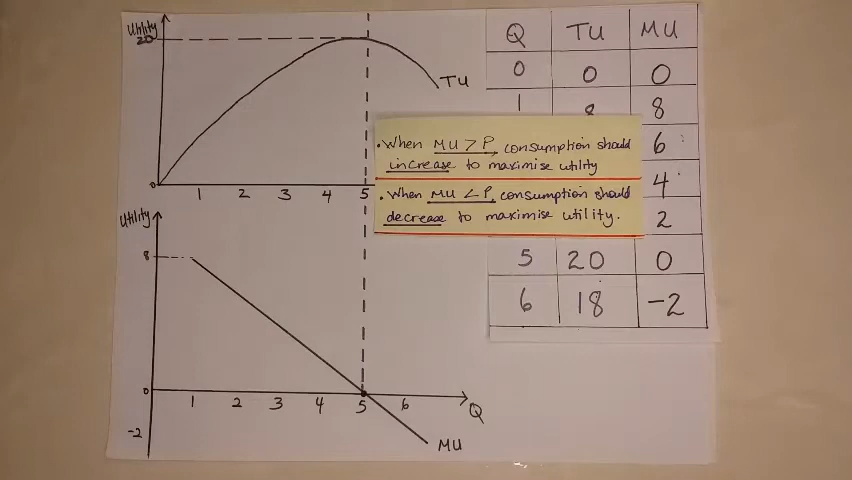 Utility
20
TU
0
1 2 3 4 5
Utility
8
0
1 2 3 4 5 6 Q
-2
MU
• When MU > P, consumption should
increase to maximise utility
• When MU < P, consumption should
decrease to maximise utility.
Q TU MU
0 0 0
1 8 8
6
4
2
5 20 0
6 18 -2